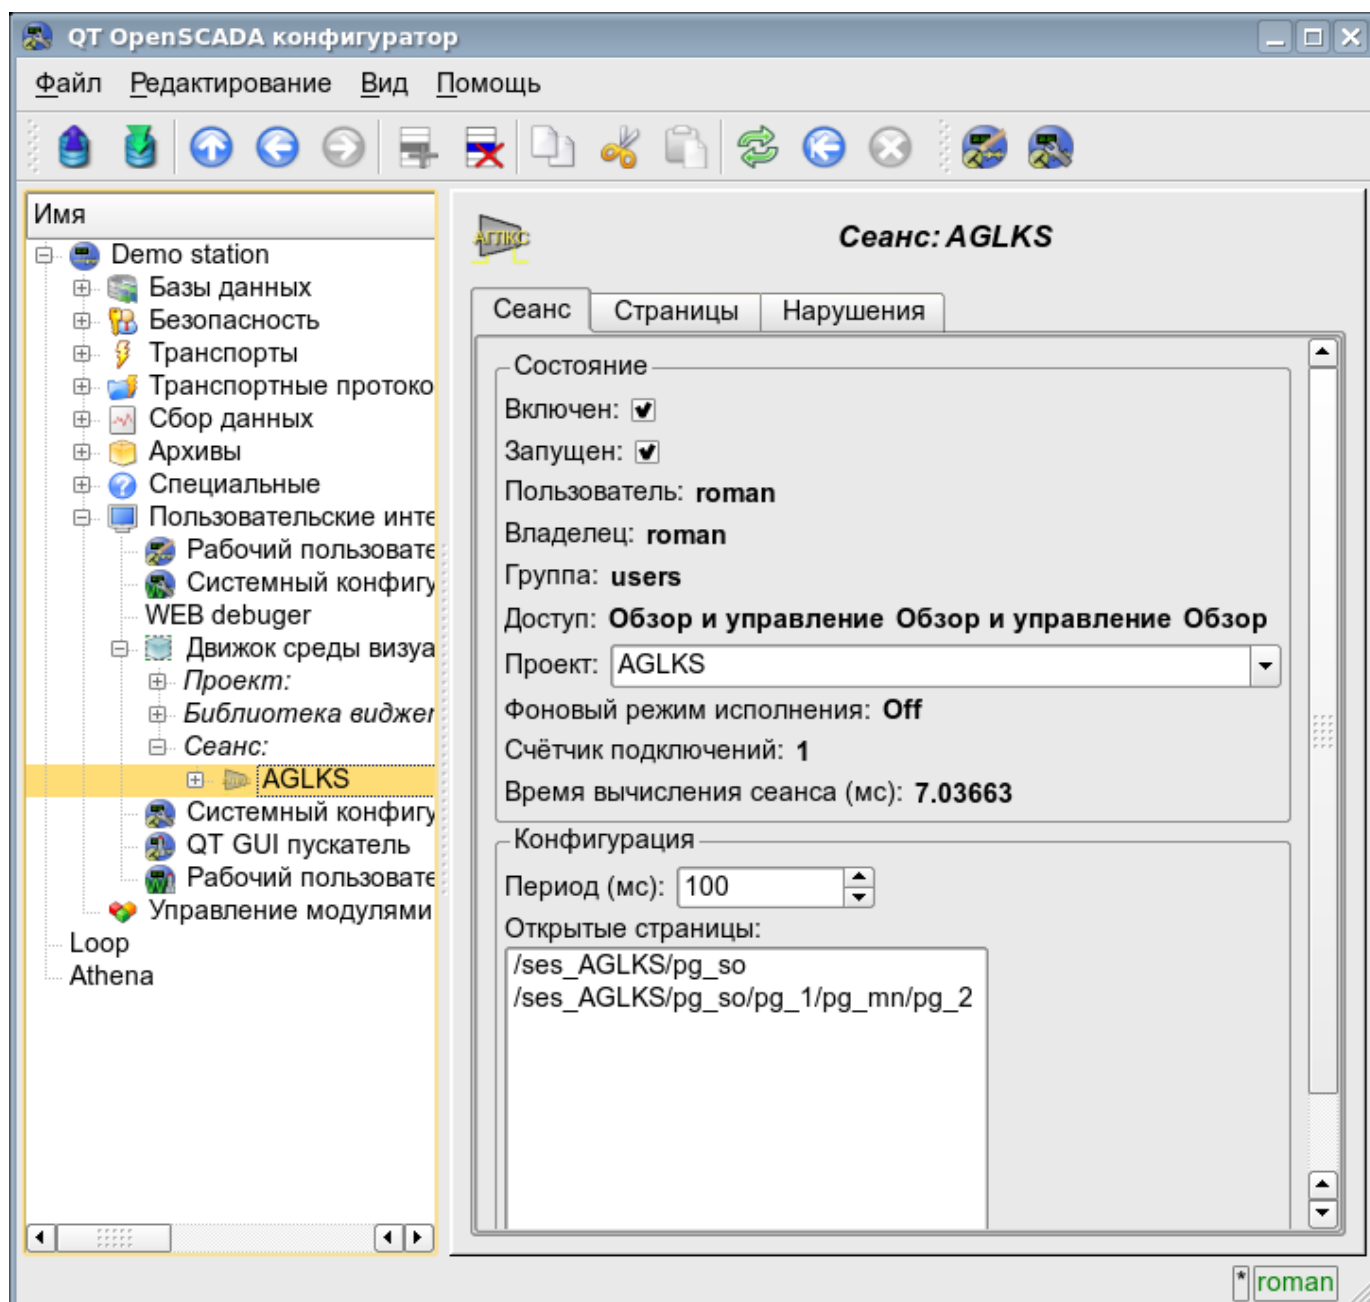 QT OpenSCADA конфигуратор
Файл Редактирование Вид Помощь
Имя
Demo station
Базы данных
Безопасность
Транспорты
Транспортные протоко
Сбор данных
Архивы
Специальные
Пользовательские инте
Рабочий пользовате
Системный конфигу
WEB debuger
Движок среды визуа
Проект:
Библиотека виджет
Сеанс:
AGLKS
Системный конфигу
QT GUI пускатель
Рабочий пользовате
Управление модулями
Loop
Athena
АГЛКС
Сеанс: AGLKS
Сеанс Страницы Нарушения
Состояние
Включен:
Запущен:
Пользователь: roman
Владелец: roman
Группа: users
Доступ: Обзор и управление Обзор и управление Обзор
Проект: AGLKS
Фоновый режим исполнения: Off
Счётчик подключений: 1
Время вычисления сеанса (мс): 7.03663
Конфигурация
Период (мс): 100
Открытые страницы:
/ses_AGLKS/pg_so
/ses_AGLKS/pg_so/pg_1/pg_mn/pg_2
* roman